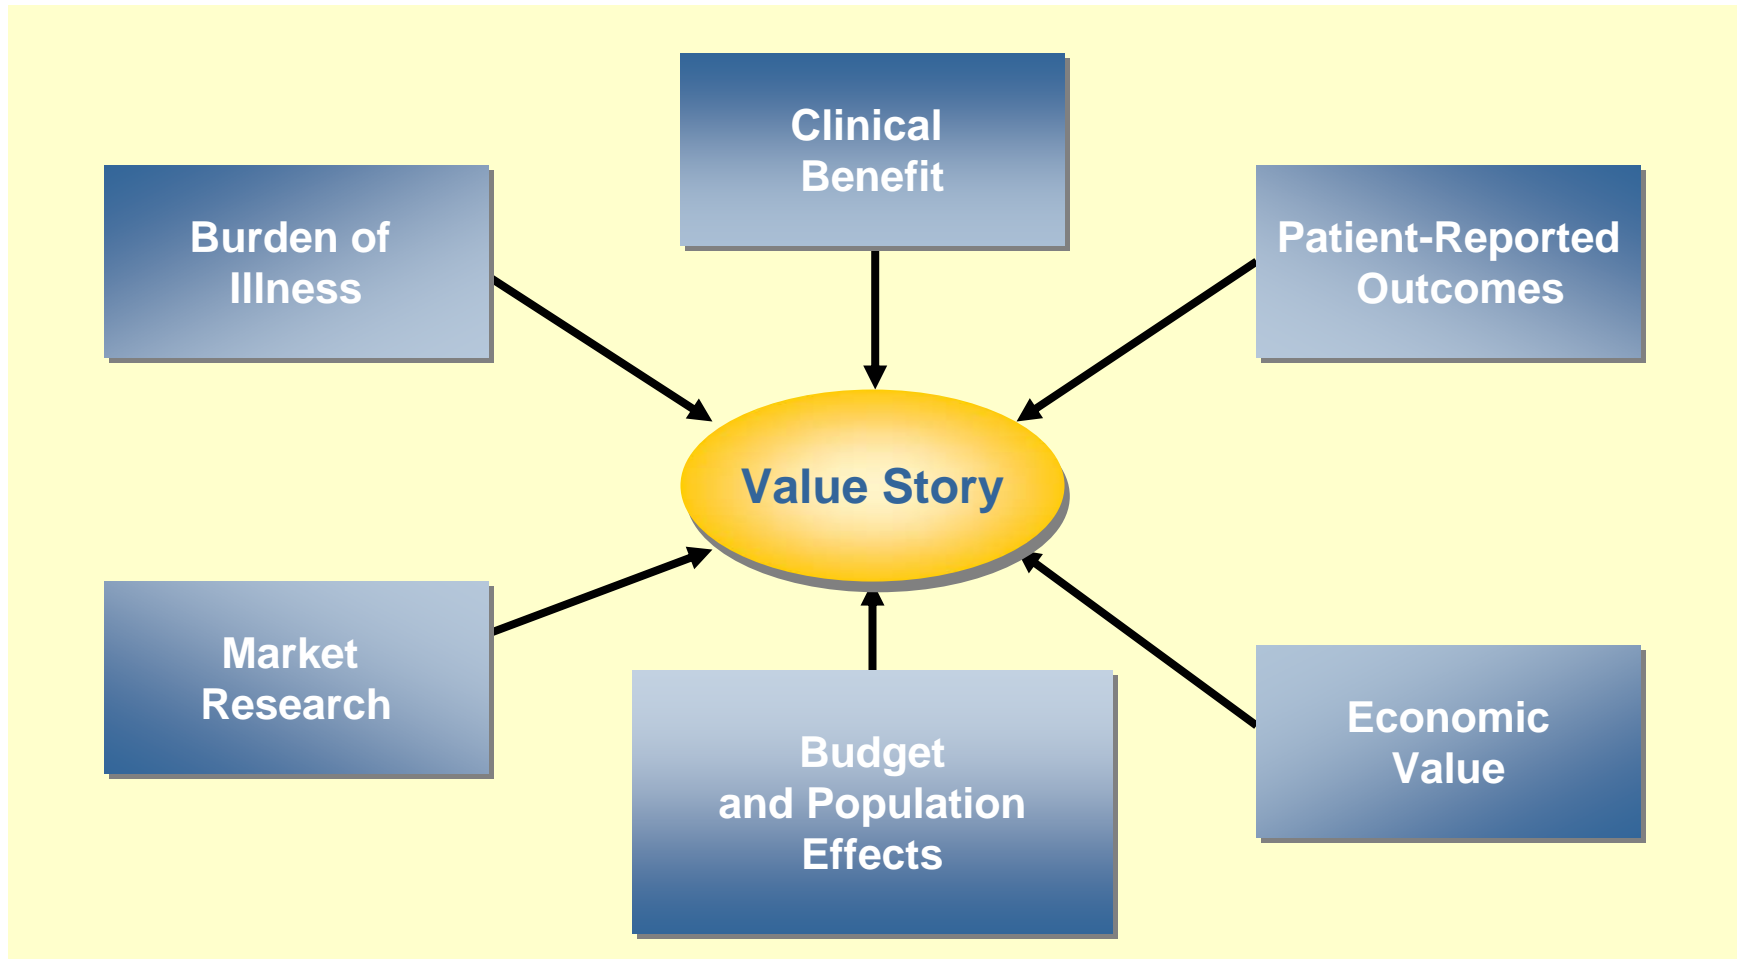 Clinical
Benefit
Burden of
Illness
Patient-Reported
Outcomes
Value Story
Market
Research
Budget
and Population
Effects
Economic
Value